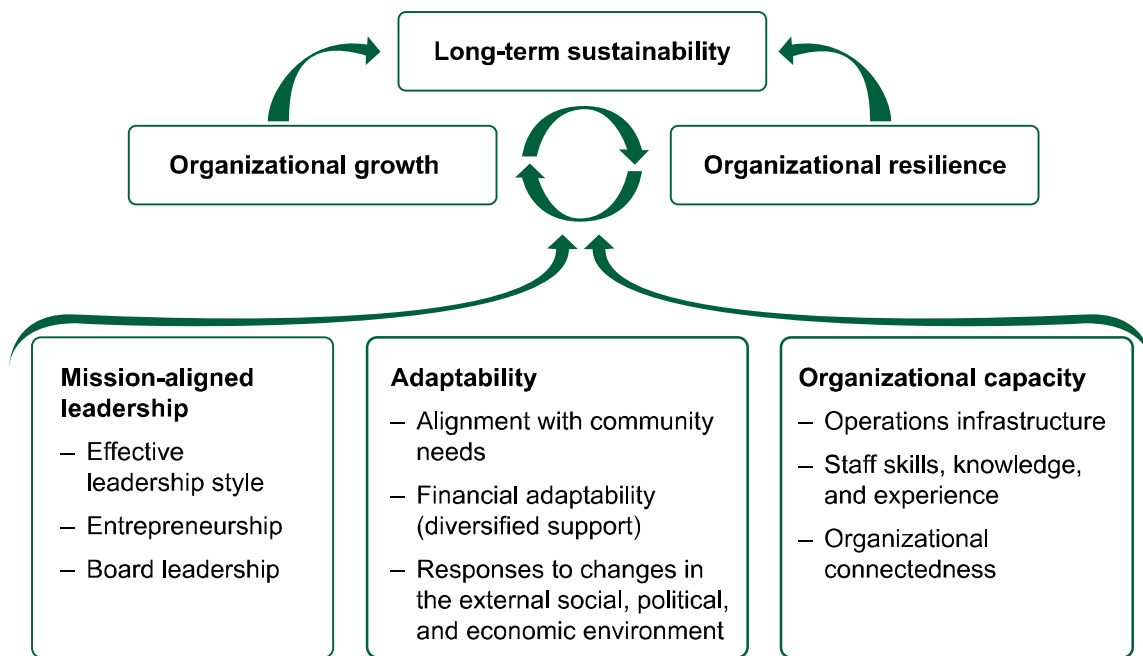 Long-term sustainability
Organizational growth
Organizational resilience
Mission-aligned
leadership
– Effective
leadership style
– Entrepreneurship
– Board leadership
Adaptability
– Alignment with community
needs
– Financial adaptability
(diversified support)
– Responses to changes in
the external social, political,
and economic environment
Organizational capacity
– Operations infrastructure
– Staff skills, knowledge,
and experience
– Organizational
connectedness